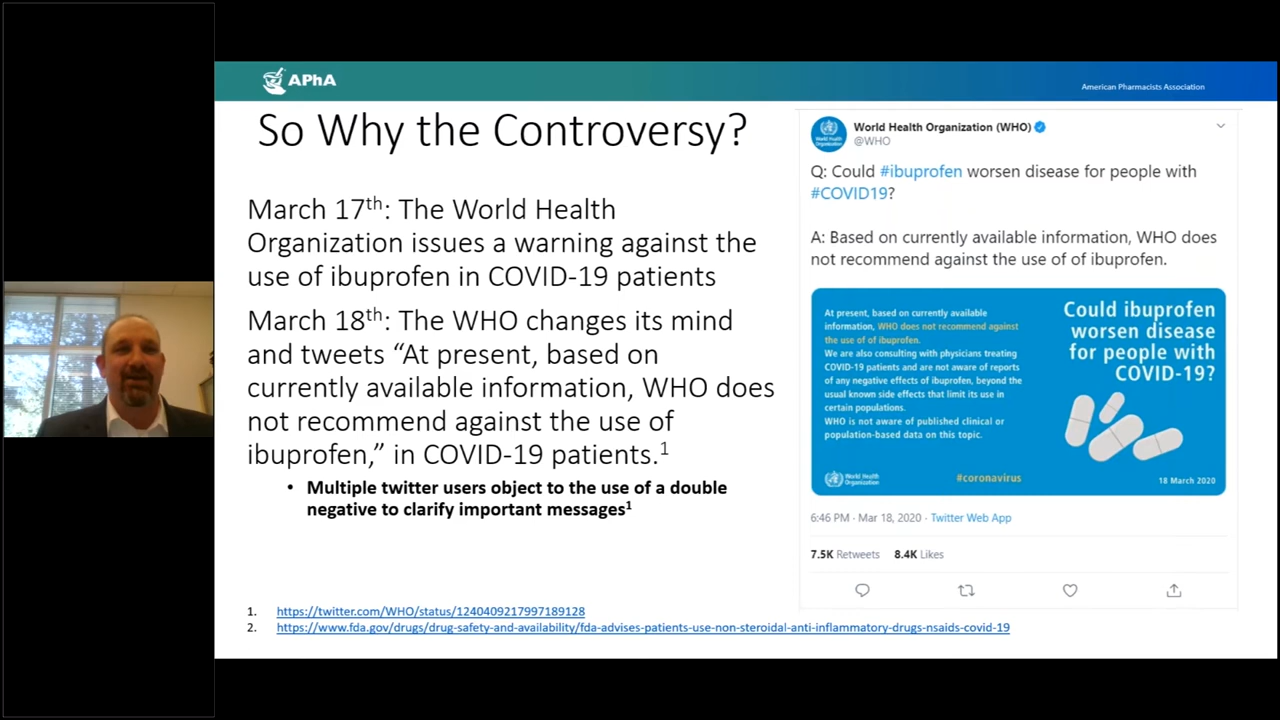 APhA
American Pharmacists Association
So Why the Controversy?
March 17th: The World Health
Organization issues a warning against the
use of ibuprofen in COVID-19 patients
March 18th: The WHO changes its mind
and tweets “At present, based on
currently available information, WHO does
not recommend against the use of
ibuprofen,” in COVID-19 patients.1
• Multiple twitter users object to the use of a double
negative to clarify important messages1
1. https://twitter.com/WHO/status/1240409217997189128
2. https://www.fda.gov/drugs/drug-safety-and-availability/fda-advises-patients-use-non-steroidal-anti-inflammatory-drugs-nsaids-covid-19
World Health Organization (WHO)
@WHO
Q: Could #ibuprofen worsen disease for people with
#COVID19?
A: Based on currently available information, WHO does
not recommend against the use of of ibuprofen.
At present, based on currently available
information, WHO does not recommend against
the use of of ibuprofen.
We are also consulting with physicians treating
COVID-19 patients and are not aware of reports
of any negative effects of ibuprofen, beyond the
usual known side effects that limit its use in
certain populations.
WHO is not aware of published clinical or
population-based data on this topic.
Could ibuprofen
worsen disease
for people with
COVID-19?
World Health
Organization
#coronavirus
18 March 2020
6:46 PM · Mar 18, 2020 · Twitter Web App
7.5K Retweets 8.4K Likes